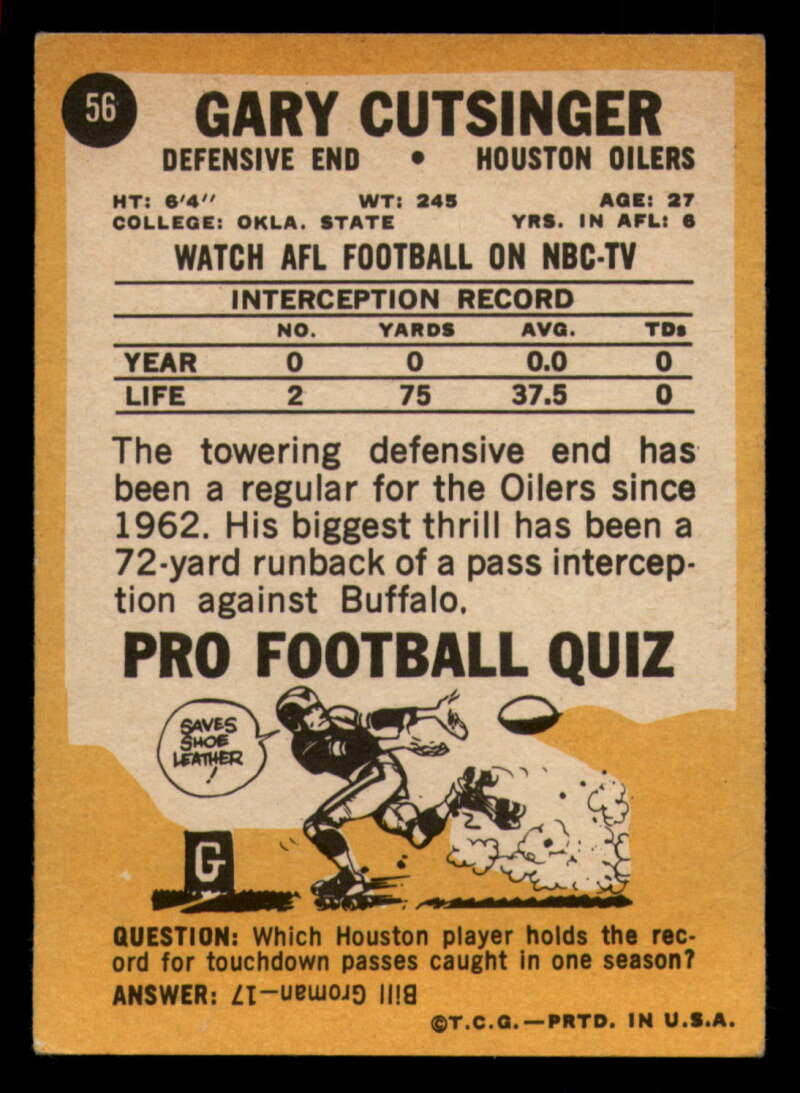 56
GARY CUTSINGER
DEFENSIVE END • HOUSTON OILERS
HT: 6'4" WT: 245 AGE: 27
COLLEGE: OKLA. STATE YRS. IN AFL: 6
WATCH AFL FOOTBALL ON NBC-TV
INTERCEPTION RECORD
NO. YARDS AVG. TDs
YEAR 0 0 0.0 0
LIFE 2 75 37.5 0
The towering defensive end has
been a regular for the Oilers since
1962. His biggest thrill has been a
72-yard runback of a pass intercep-
tion against Buffalo.
PRO FOOTBALL QUIZ
SAVES
SHOE
LEATHER
!
G
QUESTION: Which Houston player holds the rec-
ord for touchdown passes caught in one season?
ANSWER: Bill Groman—17
©T.C.G.—PRTD. IN U.S.A.